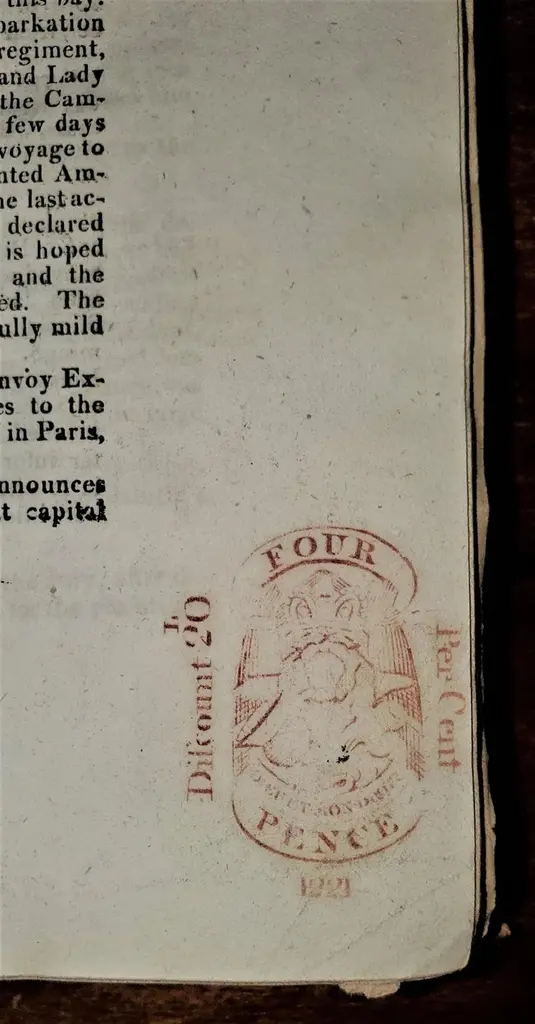 this bay.
barkation
regiment,
and Lady
the Cam-
few days
voyage to
nted Am-
he last ac-
declared
is hoped
and the
ed. The
ully mild
nvoy Ex-
es to the
in Paris,
nnounces
t capital
FOUR
Discount 20
Per Cent
PENCE